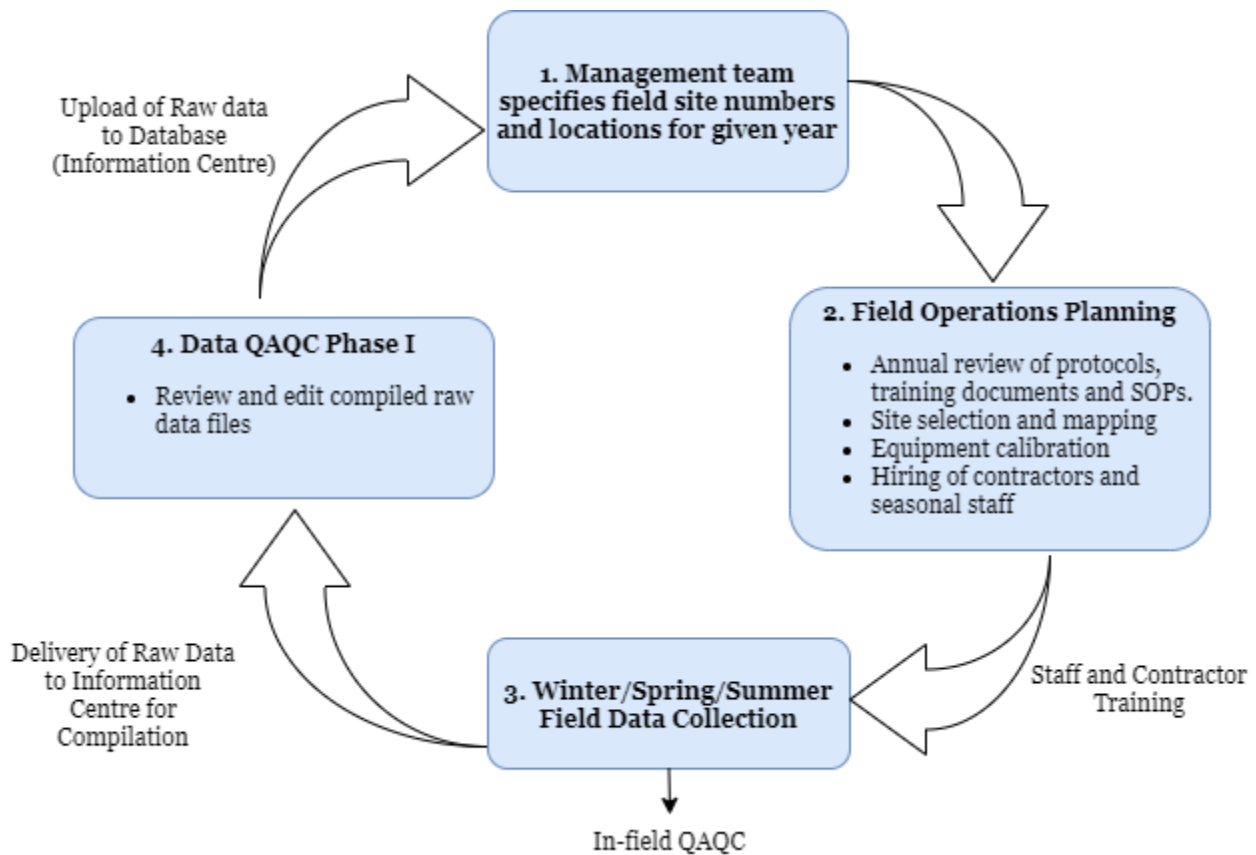 1. Management team
specifies field site numbers
and locations for given year
Upload of Raw data
to Database
(Information Centre)
2. Field Operations Planning
• Annual review of protocols,
training documents and SOPs.
• Site selection and mapping
• Equipment calibration
• Hiring of contractors and
seasonal staff
4. Data QAQC Phase I
• Review and edit compiled raw
data files
Staff and Contractor
Training
3. Winter/Spring/Summer
Field Data Collection
Delivery of Raw Data
to Information
Centre for
Compilation
In-field QAQC